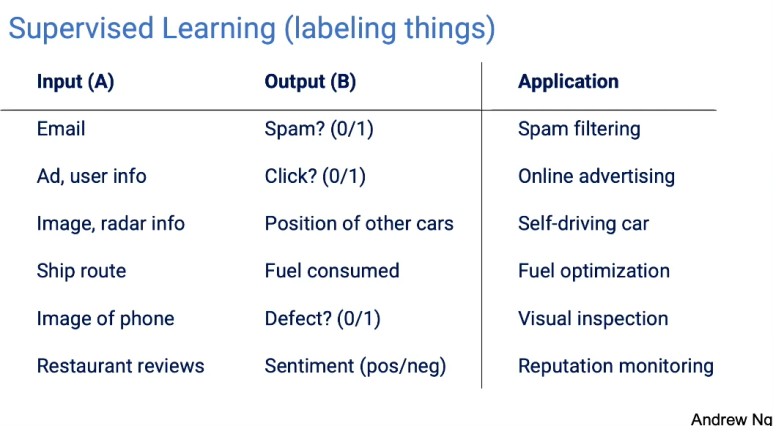 Supervised Learning (labeling things)
Input (A) Output (B) Application
Email Spam? (0/1) Spam filtering
Ad, user info Click? (0/1) Online advertising
Image, radar info Position of other cars Self-driving car
Ship route Fuel consumed Fuel optimization
Image of phone Defect? (0/1) Visual inspection
Restaurant reviews Sentiment (pos/neg) Reputation monitoring
Andrew Ng